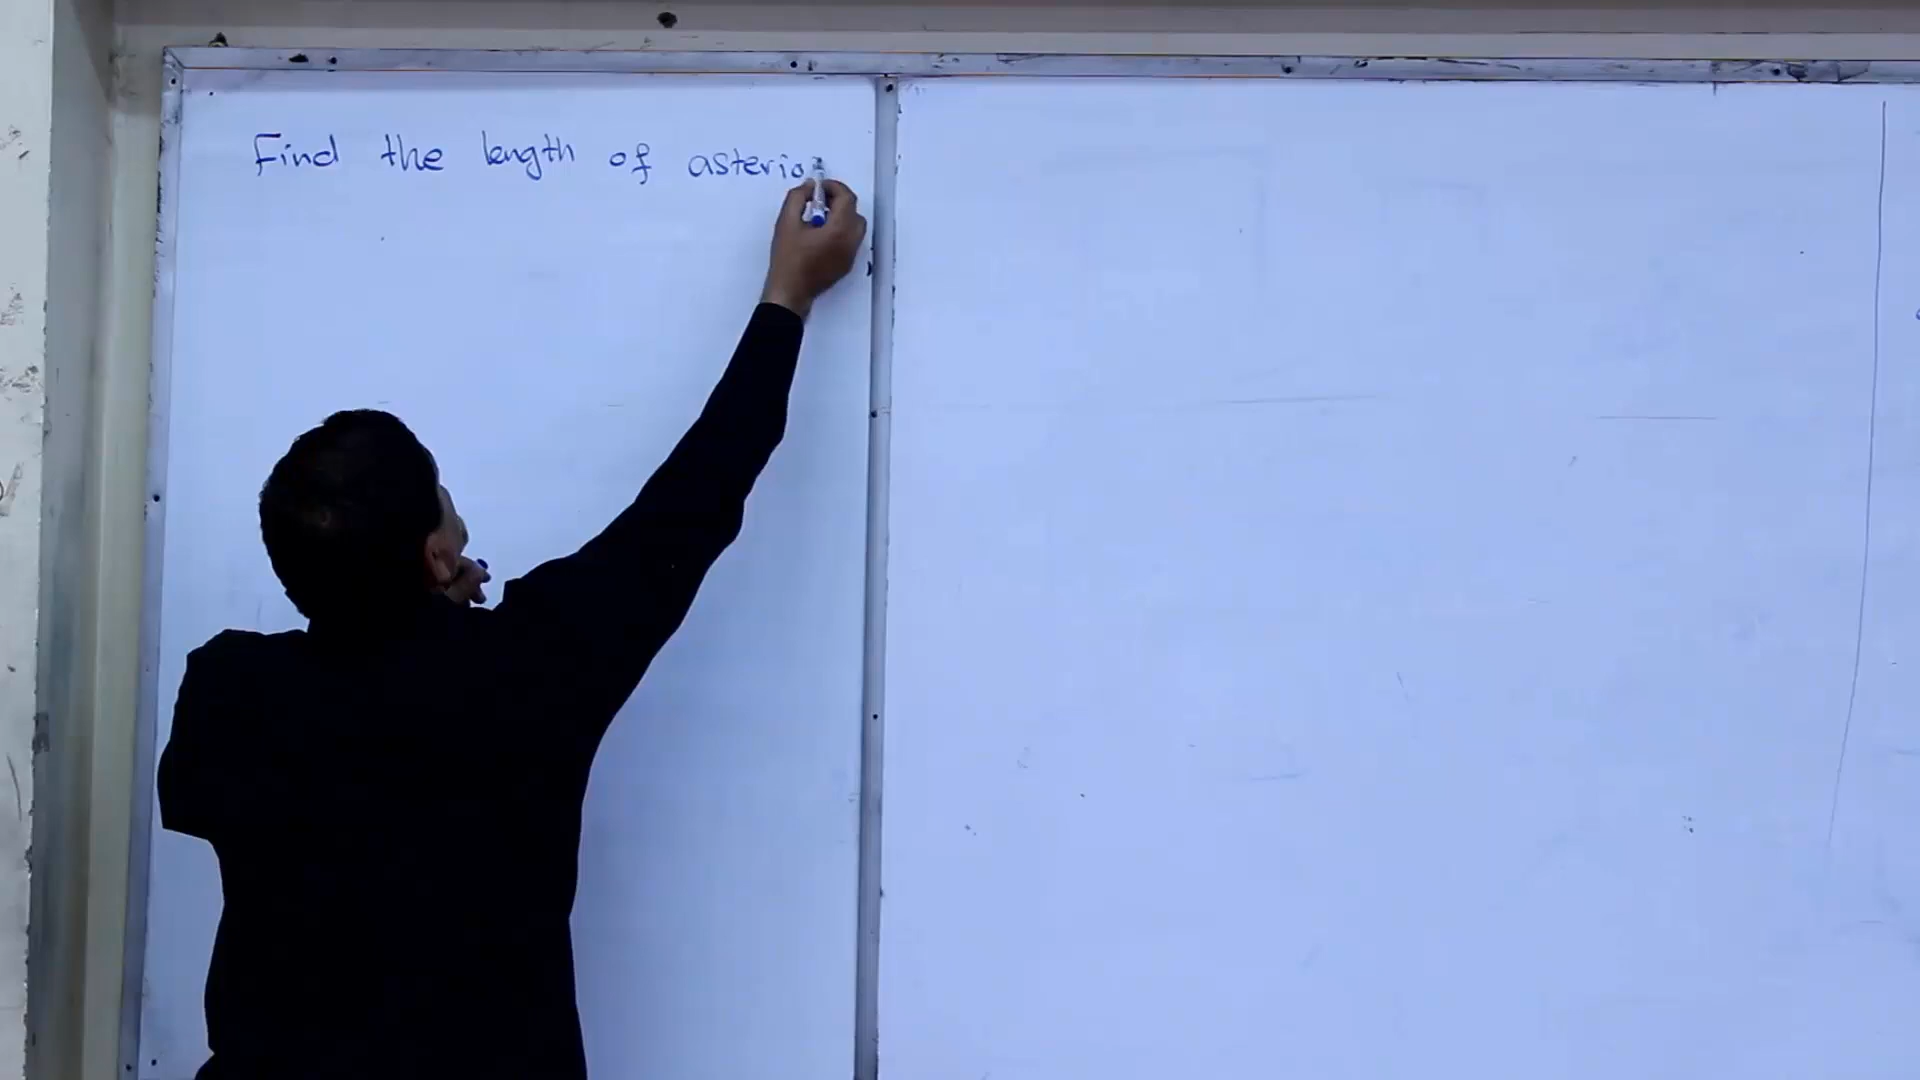 Find the length of asterio